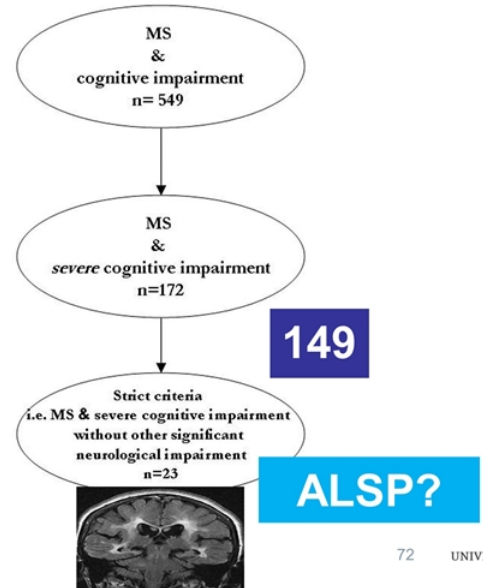 MS
&
cognitive impairment
n= 549
MS
&
severe cognitive impairment
n=172
149
Strict criteria
i.e. MS & severe cognitive impairment
without other significant
neurological impairment
n=23
ALSP?
72 UNIV